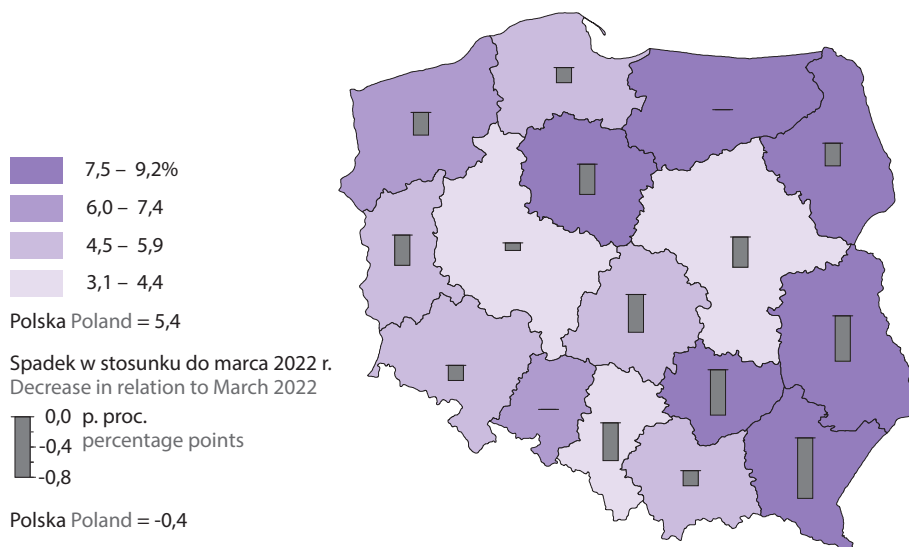 7,5 – 9,2%
6,0 – 7,4
4,5 – 5,9
3,1 – 4,4
Polska Poland = 5,4
Spadek w stosunku do marca 2022 r.
Decrease in relation to March 2022
0,0 p. proc.
-0,4 percentage points
-0,8
Polska Poland = -0,4